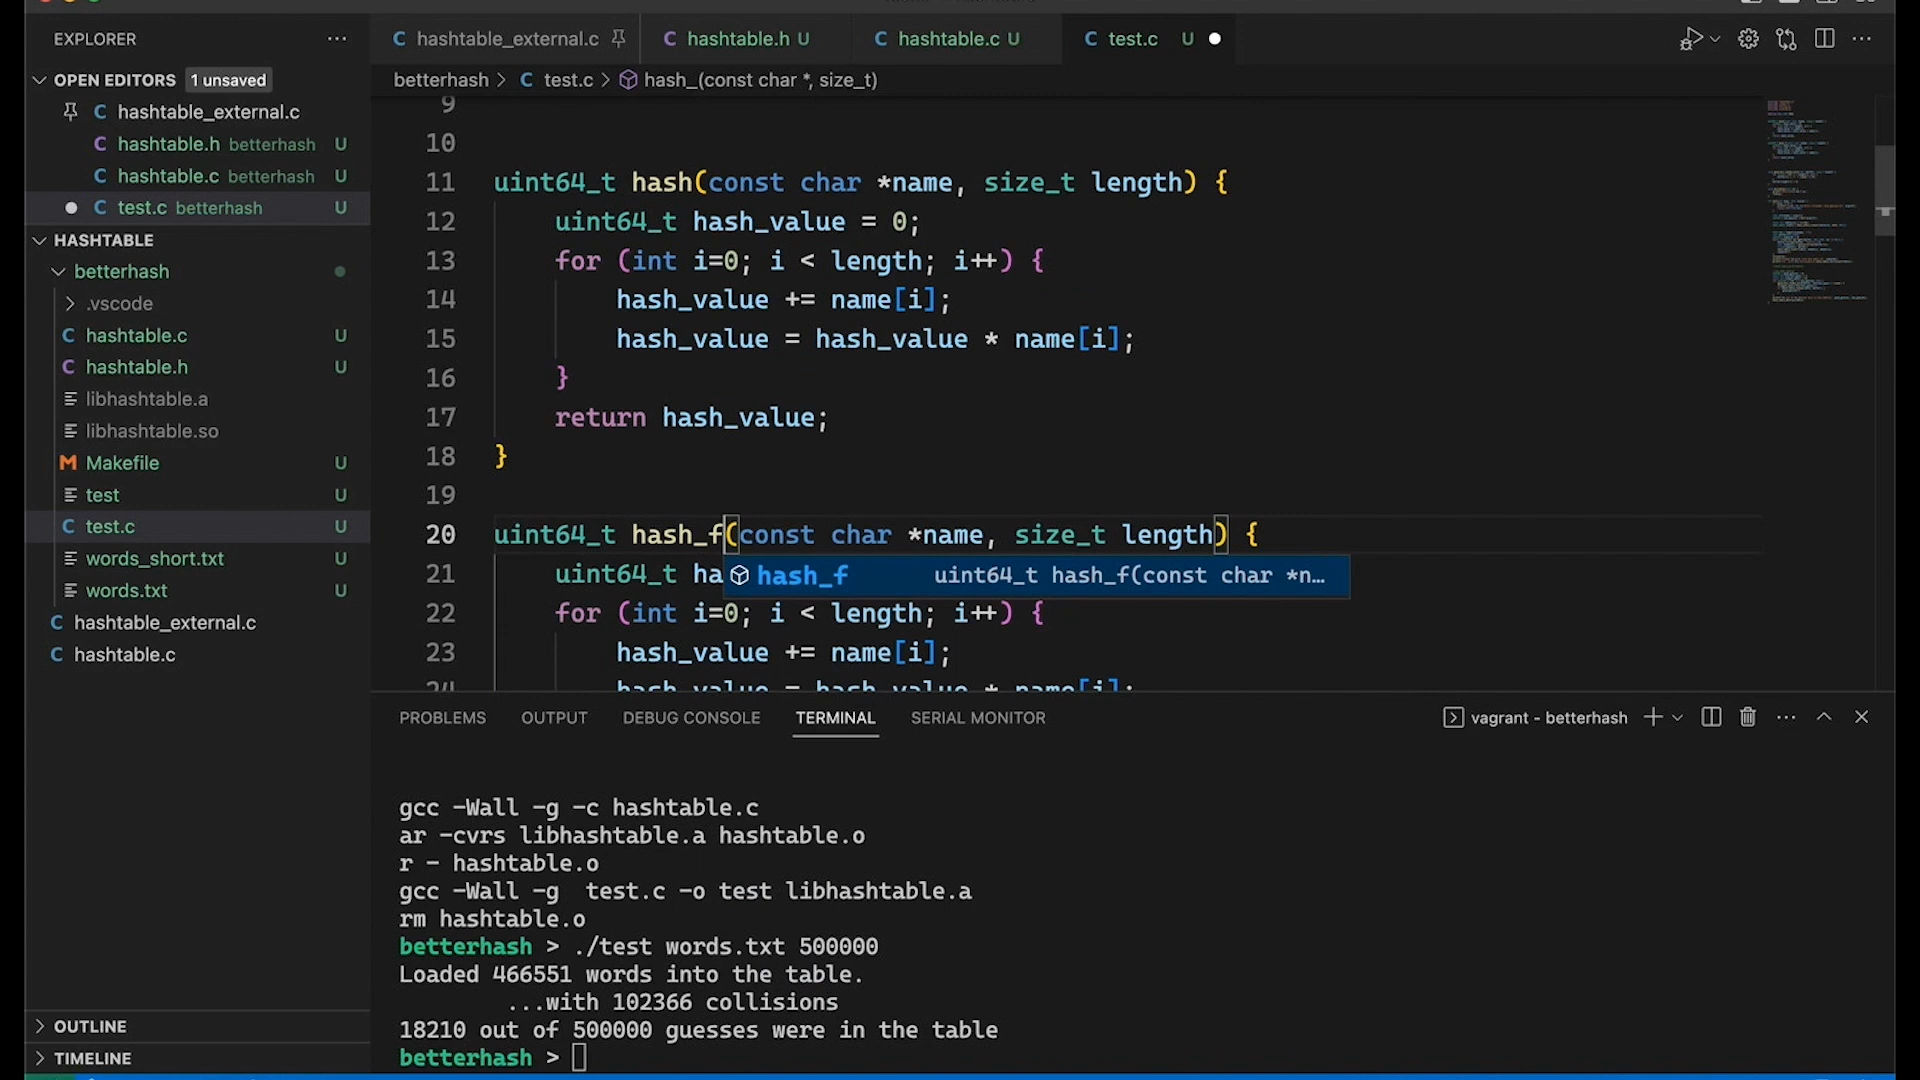 EXPLORER
OPEN EDITORS 1 unsaved
hashtable_external.c
hashtable.h betterhash U
hashtable.c betterhash
test.c betterhash U
HASHTABLE
betterhash
.vscode
hashtable.c U
hashtable.h U
libhashtable.a
libhashtable.so
Makefile U
test U
test.c U
words_short.txt U
words.txt U
hashtable_external.c
hashtable.c
OUTLINE
TIMELINE
hashtable_external.c
hashtable.h U
hashtable.c U
test.c U
betterhash > test.c > hash_(const char *, size_t)
9
10
11 uint64_t hash(const char *name, size_t length) {
12 uint64_t hash_value = 0;
13 for (int i=0; i < length; i++) {
14 hash_value += name[i];
15 hash_value = hash_value * name[i];
16 }
17 return hash_value;
18 }
19
20 uint64_t hash_f(const char *name, size_t length) {
21 uint64_t ha
hash_f uint64_t hash_f(const char *n…
22 for (int i=0; i < length; i++) {
23 hash_value += name[i];
24 hash_value = hash_value * name[i];
PROBLEMS OUTPUT DEBUG CONSOLE TERMINAL SERIAL MONITOR
vagrant - betterhash
gcc -Wall -g -c hashtable.c
ar -cvrs libhashtable.a hashtable.o
r - hashtable.o
gcc -Wall -g  test.c -o test libhashtable.a
rm hashtable.o
betterhash > ./test words.txt 500000
Loaded 466551 words into the table.
...with 102366 collisions
18210 out of 500000 guesses were in the table
betterhash >